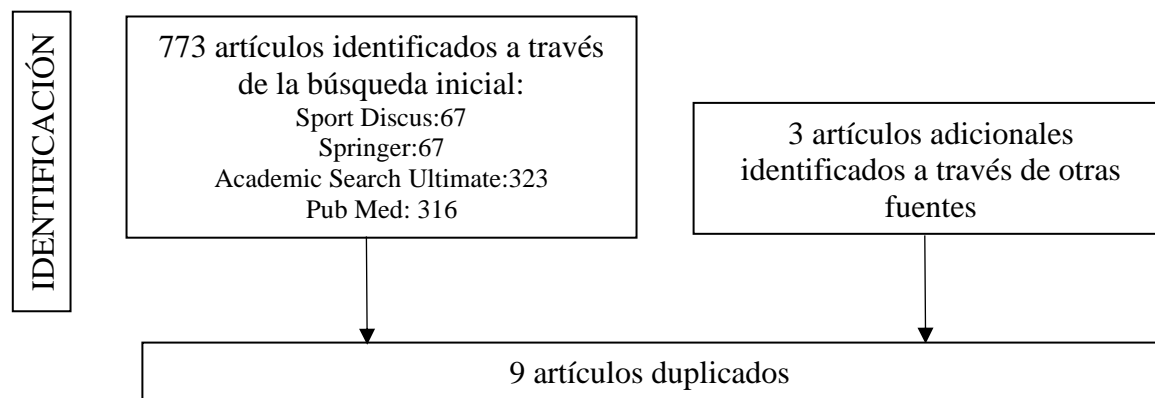 IDENTIFICACIÓN
773 artículos identificados a través
de la búsqueda inicial:
Sport Discus:67
Springer:67
Academic Search Ultimate:323
Pub Med: 316
3 artículos adicionales
identificados a través de otras
fuentes
9 artículos duplicados